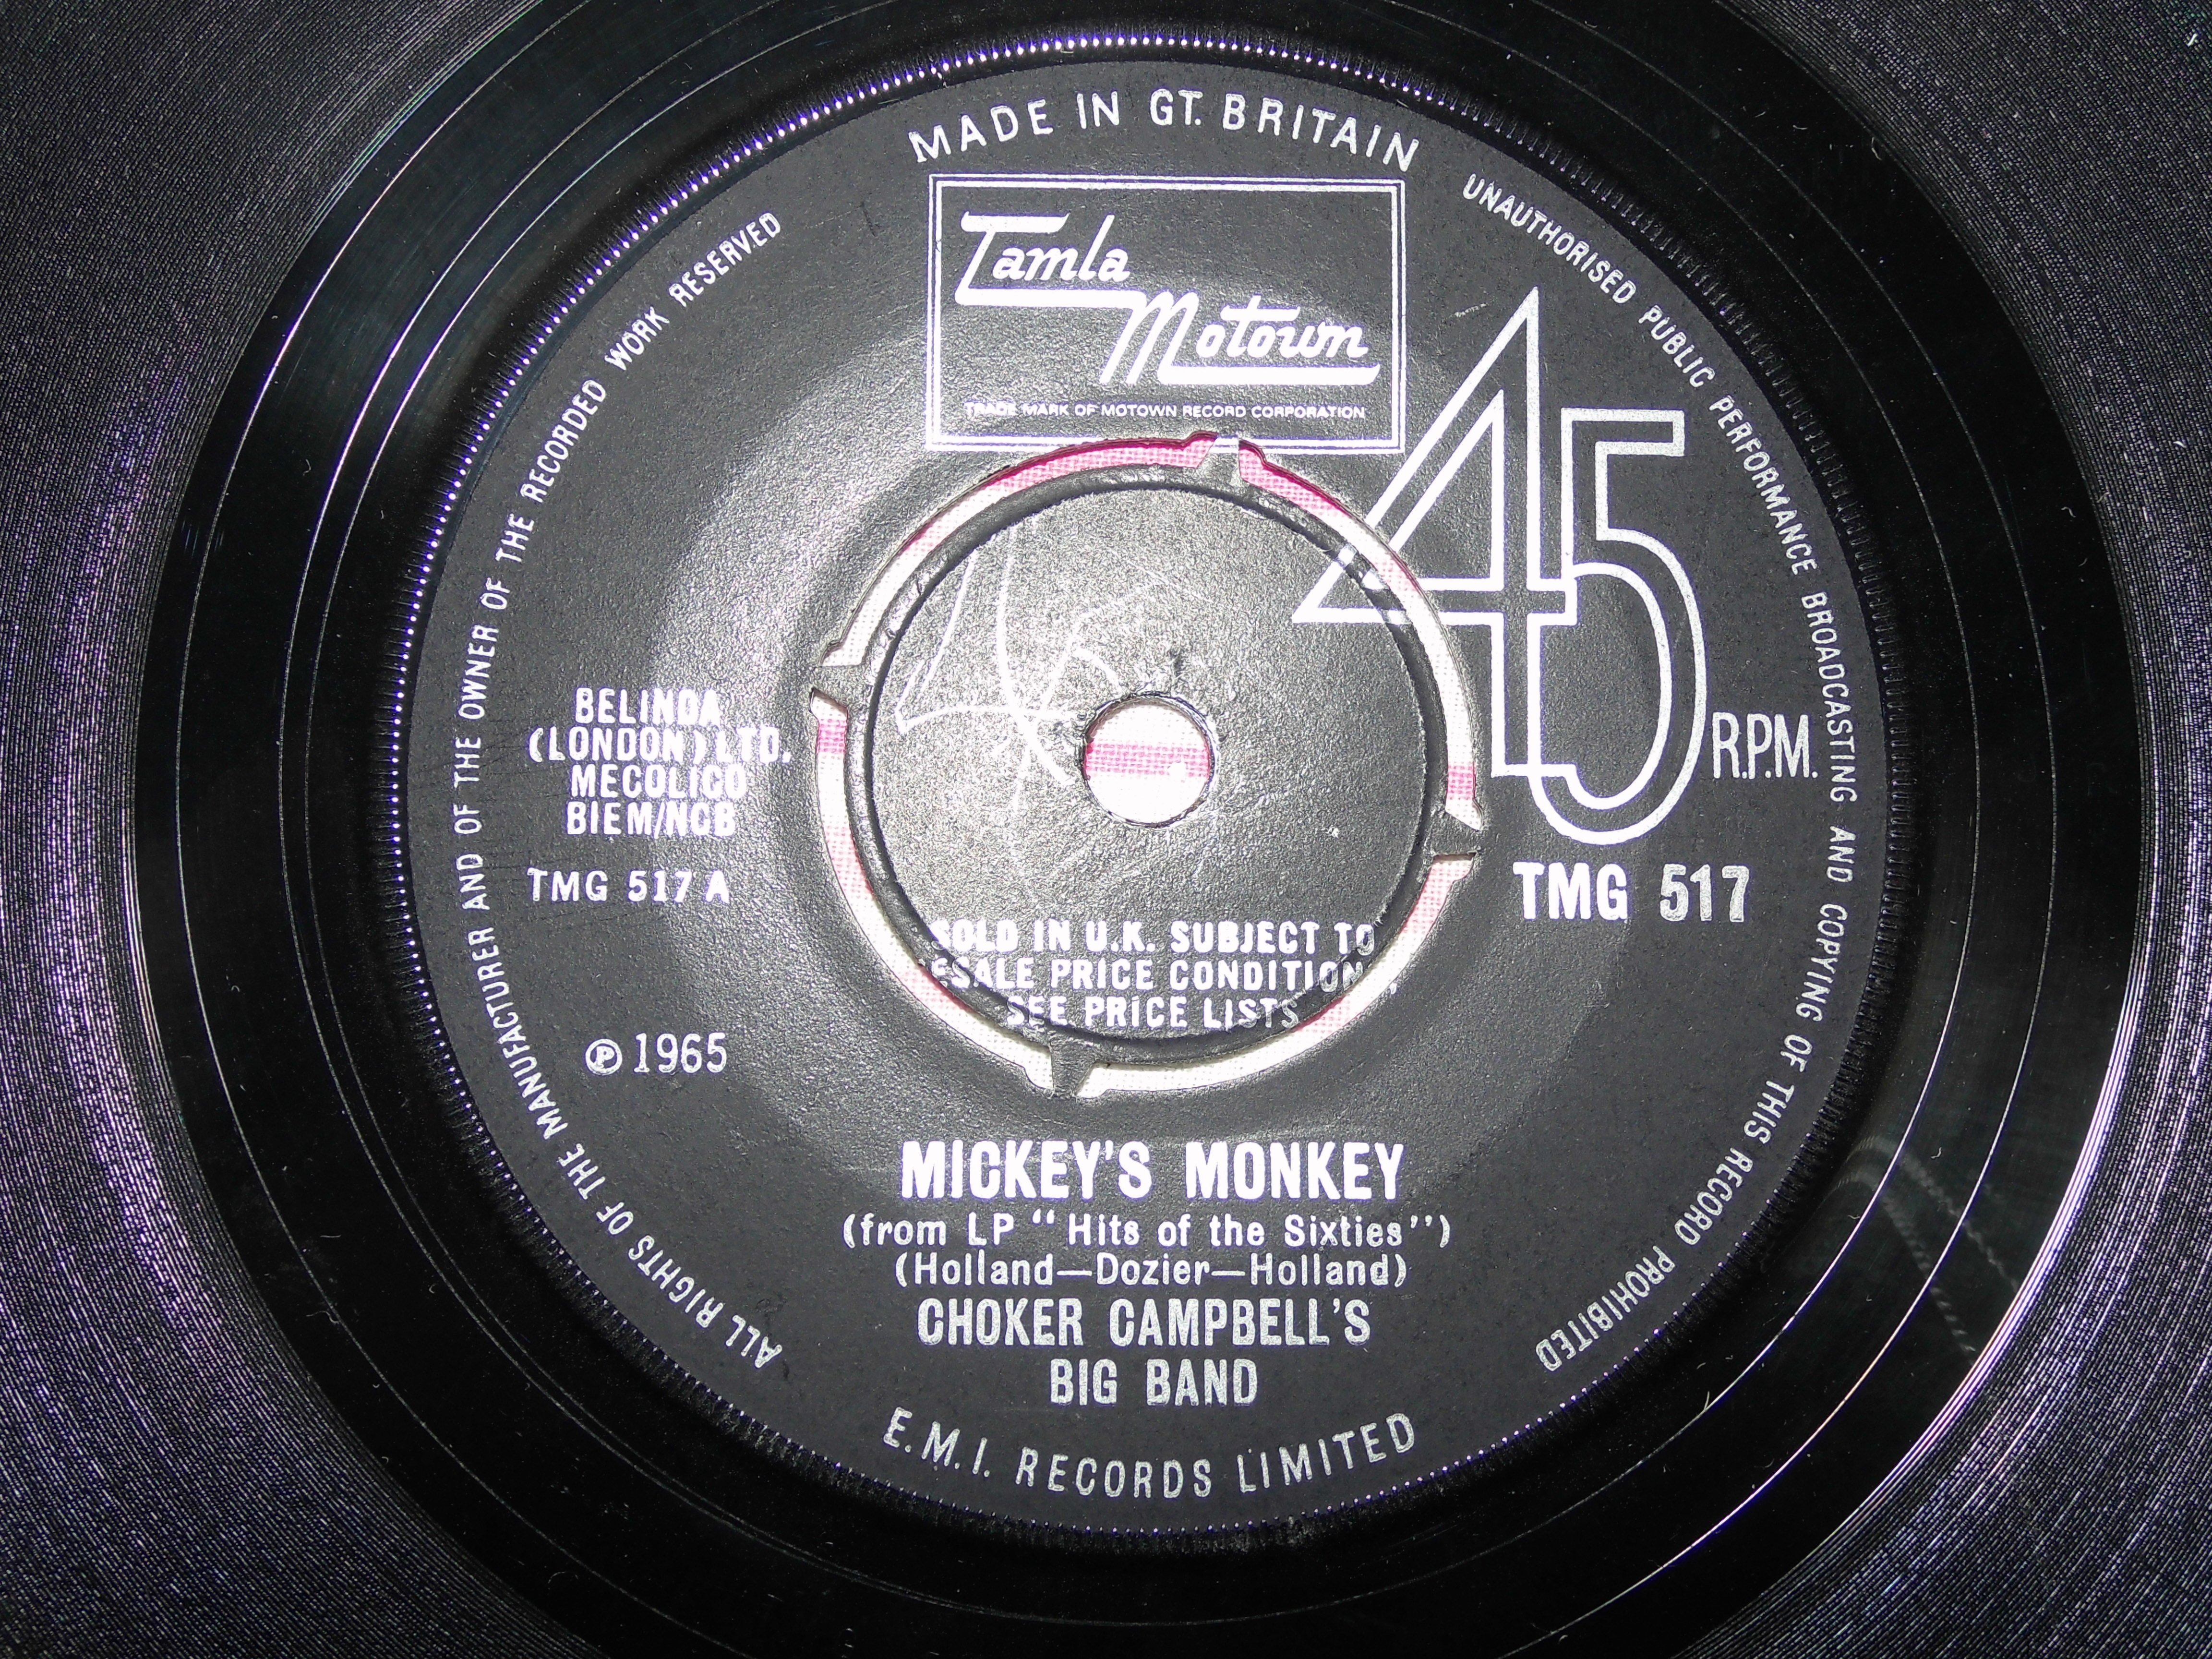 MADE IN GT. BRITAIN
UNAUTHORISED PUBLIC PERFORMANCE BROADCASTING AND COPYING OF THIS RECORD PROHIBITED
ALL RIGHTS OF THE MANUFACTURER AND OF THE OWNER OF THE RECORDED WORK RESERVED
Tamla
Motown
TRADE MARK OF MOTOWN RECORD CORPORATION
45
R.P.M.
BELINDA
(LONDON) LTD.
MECOLICO
BIEM/NCB
TMG 517 A
TMG 517
SOLD IN U.K. SUBJECT TO
PRICE
SEE PRICE LISTS
℗ 1965
MICKEY'S MONKEY
(from LP "Hits of the Sixties")
(Holland—Dozier—Holland)
CHOKER CAMPBELL'S
BIG BAND
E.M.I. RECORDS LIMITED